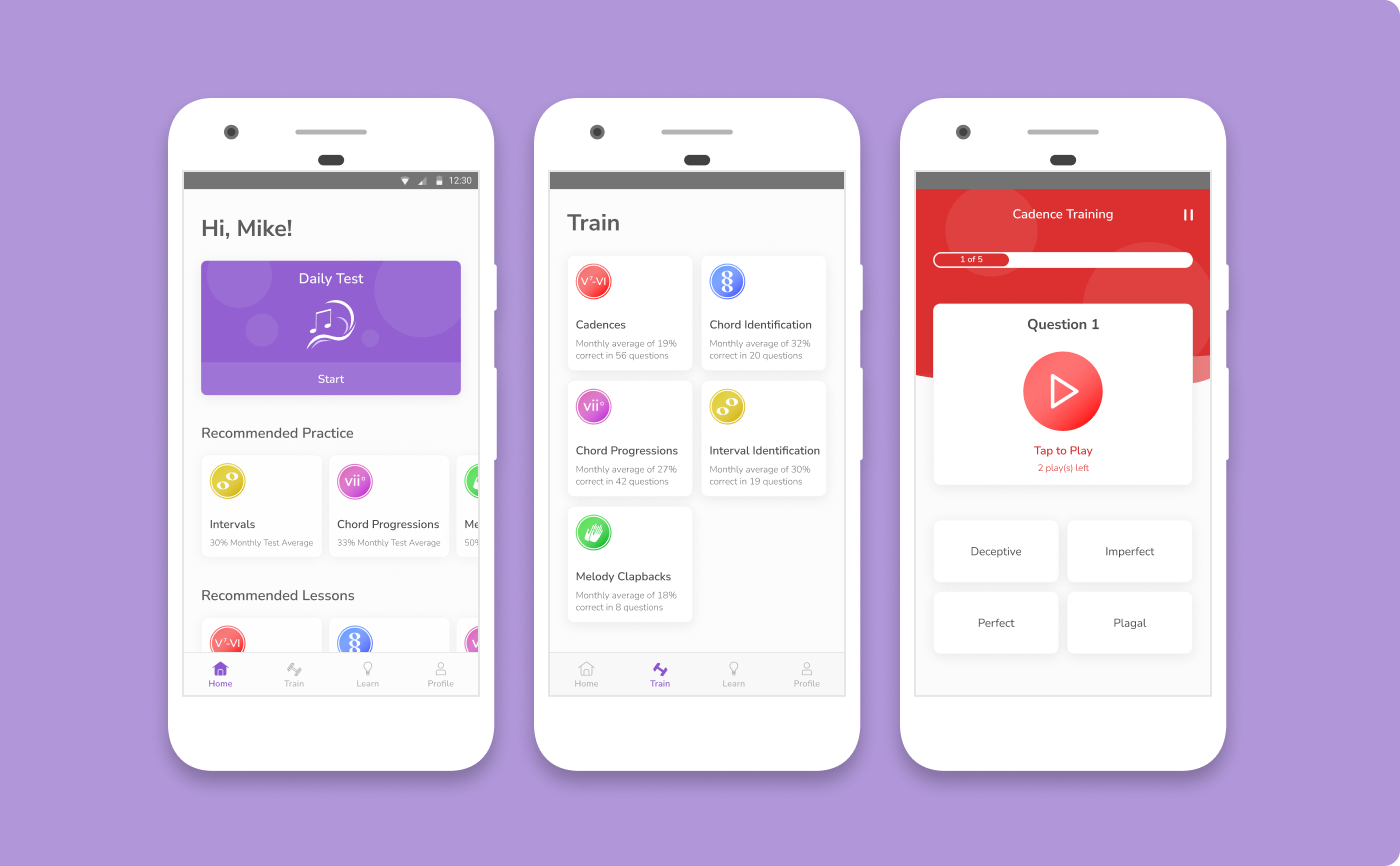 12:30
Hi, Mike!
Daily Test
Start
Recommended Practice
vii°
Intervals
Chord Progressions
Me
30% Monthly Test Average
33% Monthly Test Average
50%
Recommended Lessons
V⁷-VI
8
Home
Train
Learn
Profile
Train
V⁷-VI
8
Cadences
Chord Identification
Monthly average of 19%
correct in 56 questions
Monthly average of 32%
correct in 20 questions
vii°
Chord Progressions
Interval Identification
Monthly average of 27%
correct in 42 questions
Monthly average of 30%
correct in 19 questions
Melody Clapbacks
Monthly average of 18%
correct in 8 questions
Home
Train
Learn
Profile
Cadence Training
1 of 5
Question 1
Tap to Play
2 play(s) left
Deceptive
Imperfect
Perfect
Plagal